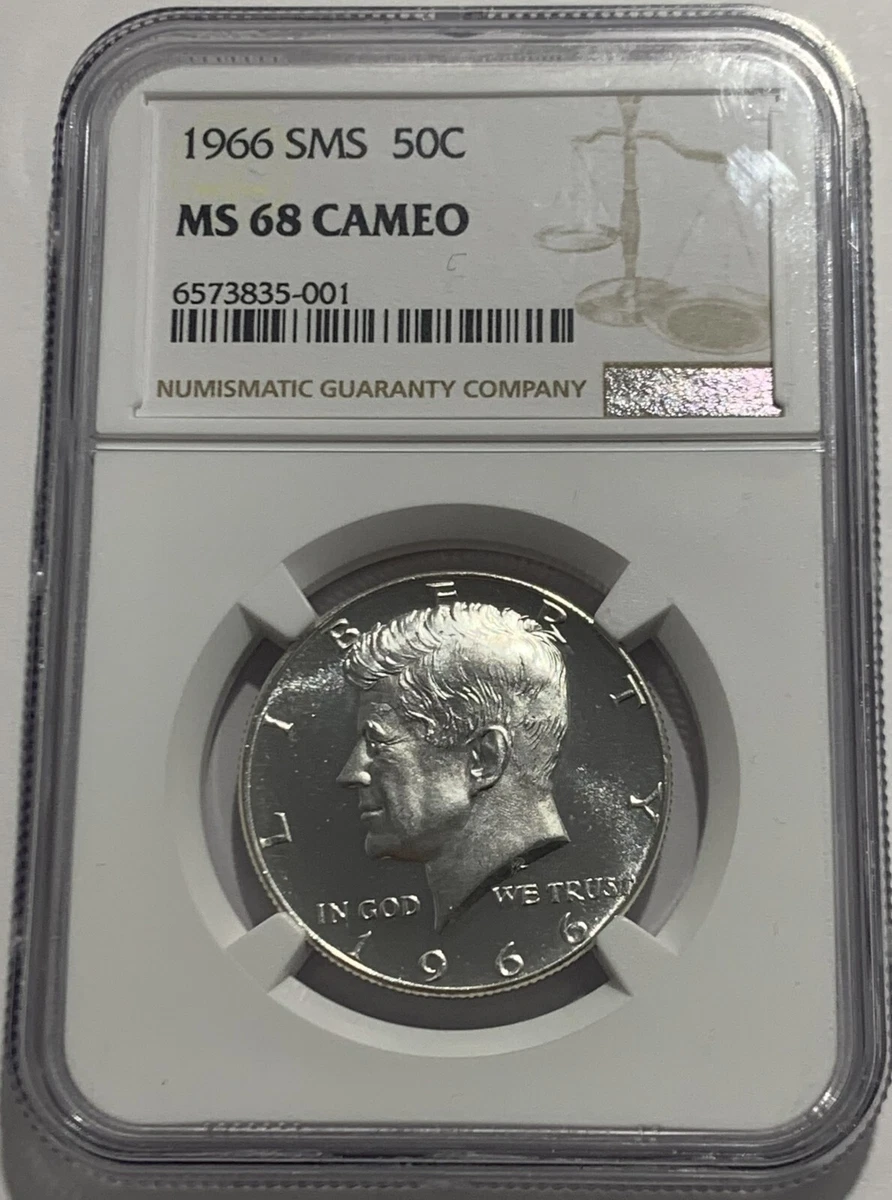 1966 SMS 50C
MS 68 CAMEO
6573835-001
NUMISMATIC GUARANTY COMPANY
LIBERTY
IN GOD WE TRUST
1966